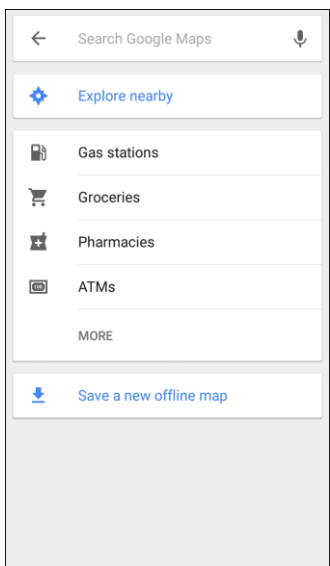 Search Google Maps
Explore nearby
Gas stations
Groceries
Pharmacies
ATMs
MORE
Save a new offline map